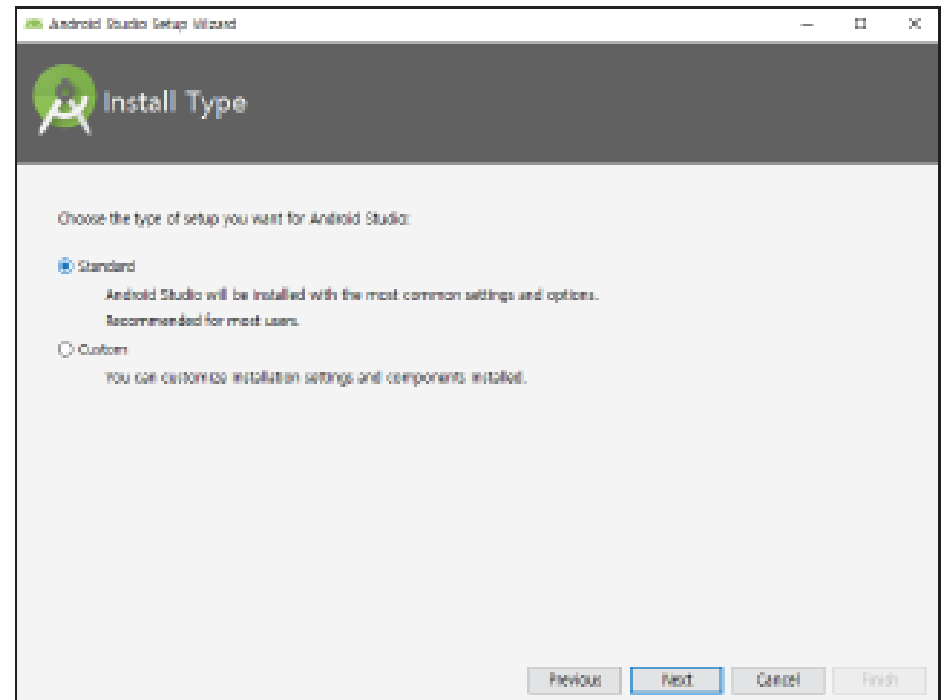 Android Studio Setup Wizard
Install Type
Choose the type of setup you want for Android Studio:
Standard
Android Studio will be installed with the most common settings and options.
Recommended for most users.
Custom
You can customize installation settings and components installed.
Previous
Next
Cancel
Finish